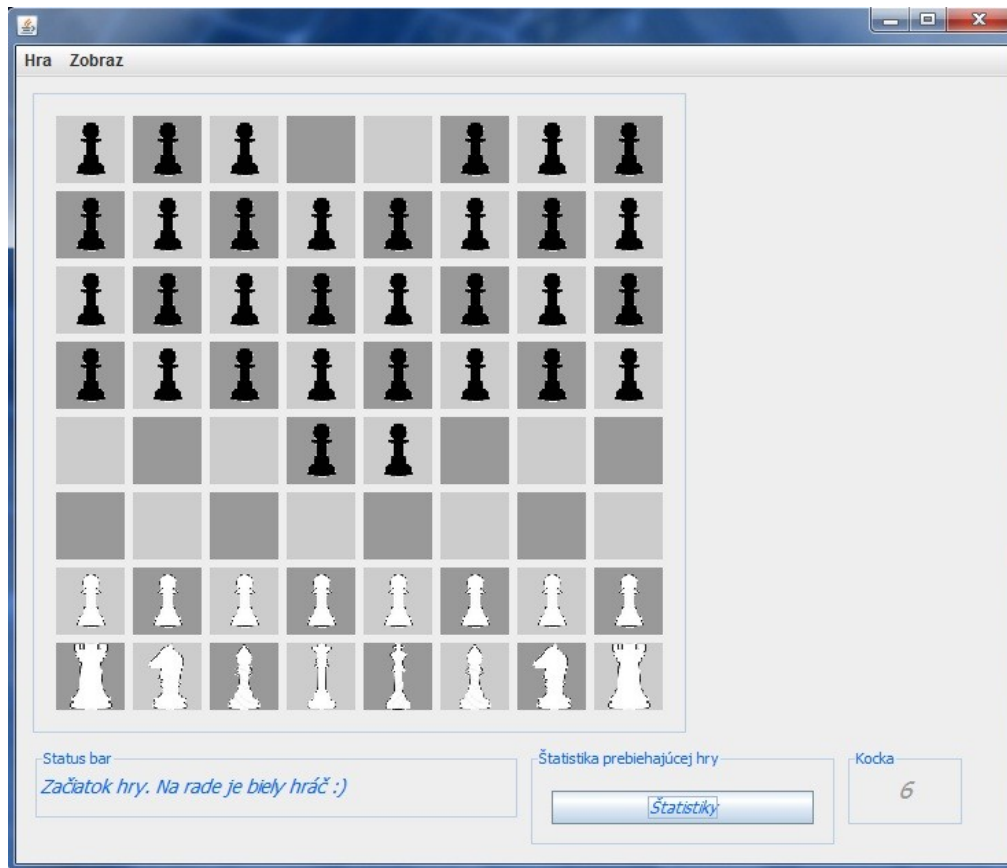 Hra Zobraz
Status bar
Začiatok hry. Na rade je biely hráč :)
Štatistika prebiehajúcej hry
Štatistiky
Kocka
6